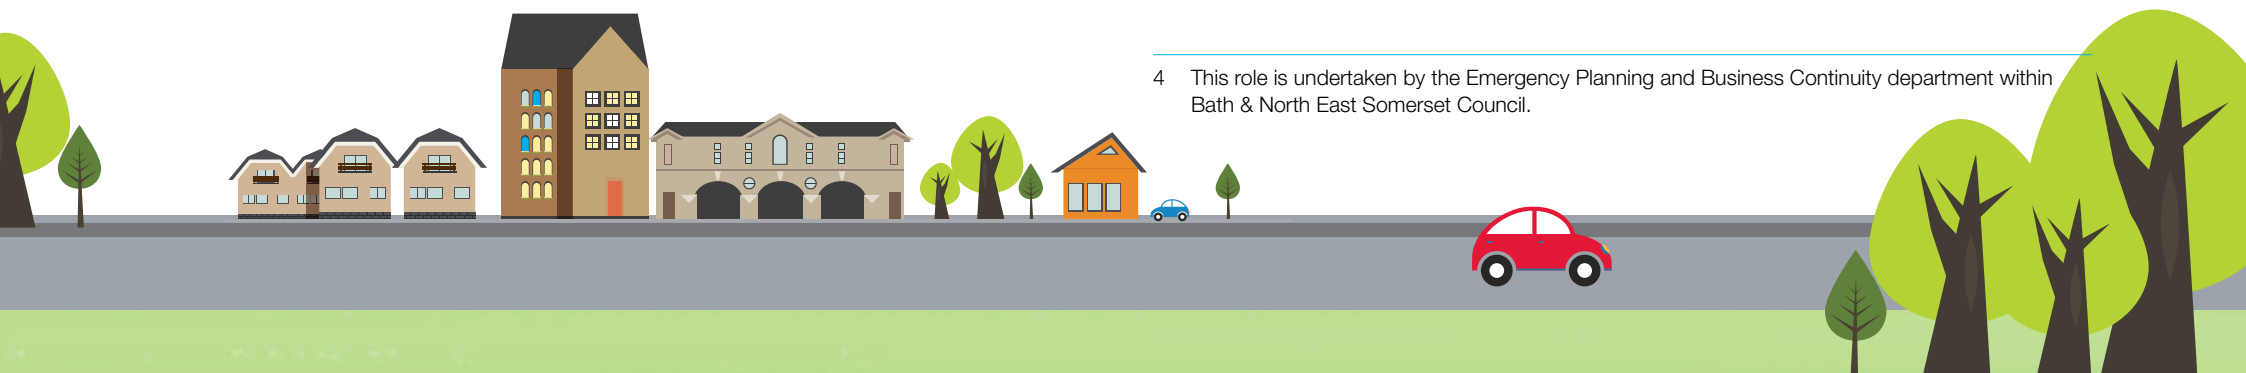 4 This role is undertaken by the Emergency Planning and Business Continuity department within
Bath & North East Somerset Council.